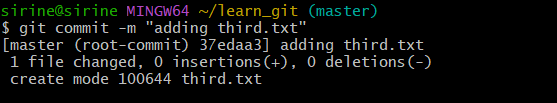 sirine@sirine MINGW64 ~/learn_git (master)
$ git commit -m "adding third.txt"
[master (root-commit) 37edaa3] adding third.txt
 1 file changed, 0 insertions(+), 0 deletions(-)
 create mode 100644 third.txt